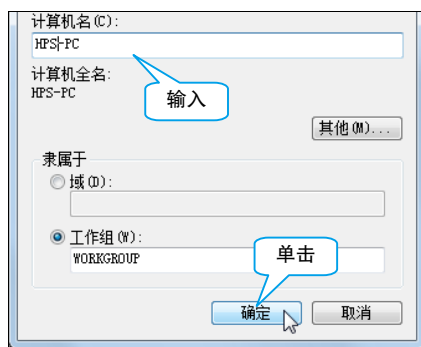 计算机名(C):
HPS-PC
计算机全名:
HPS-PC
输入
其他(M)...
隶属于
域(D):
工作组(W):
WORKGROUP
单击
确定
取消